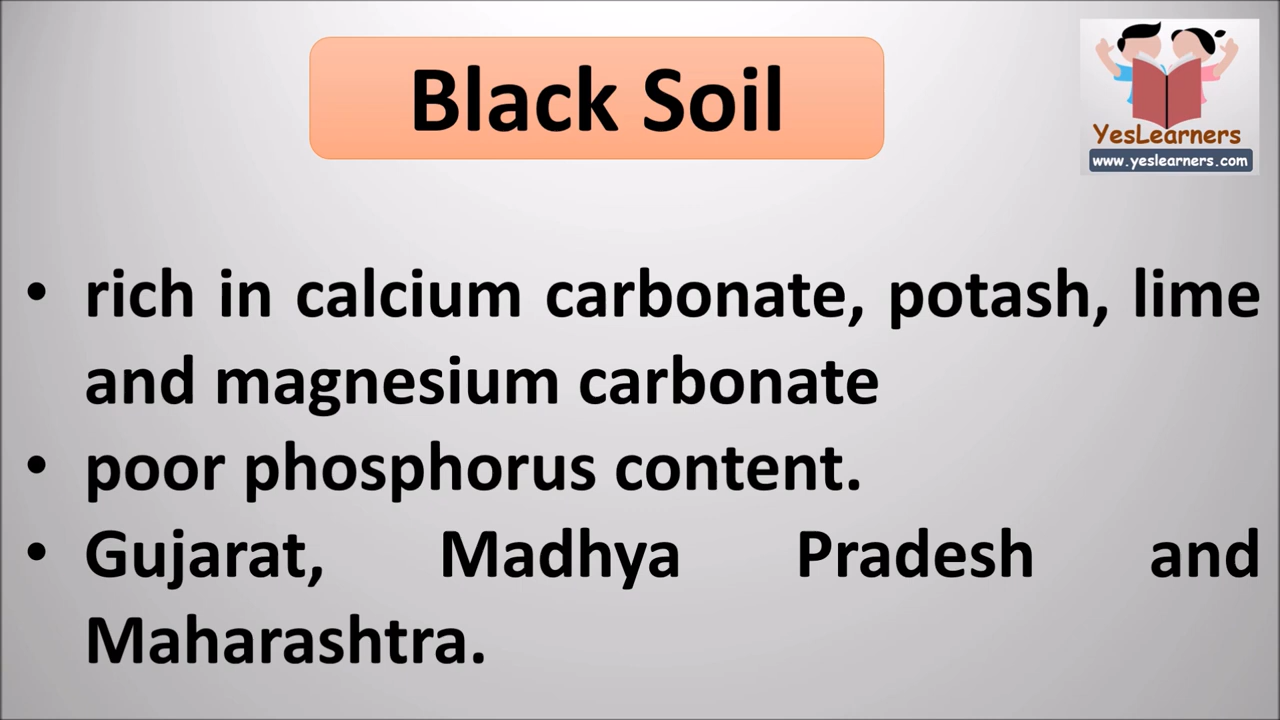 Black Soil
YesLearners
www.yeslearners.com
• rich in calcium carbonate, potash, lime
and magnesium carbonate
• poor phosphorus content.
• Gujarat, Madhya Pradesh and
Maharashtra.